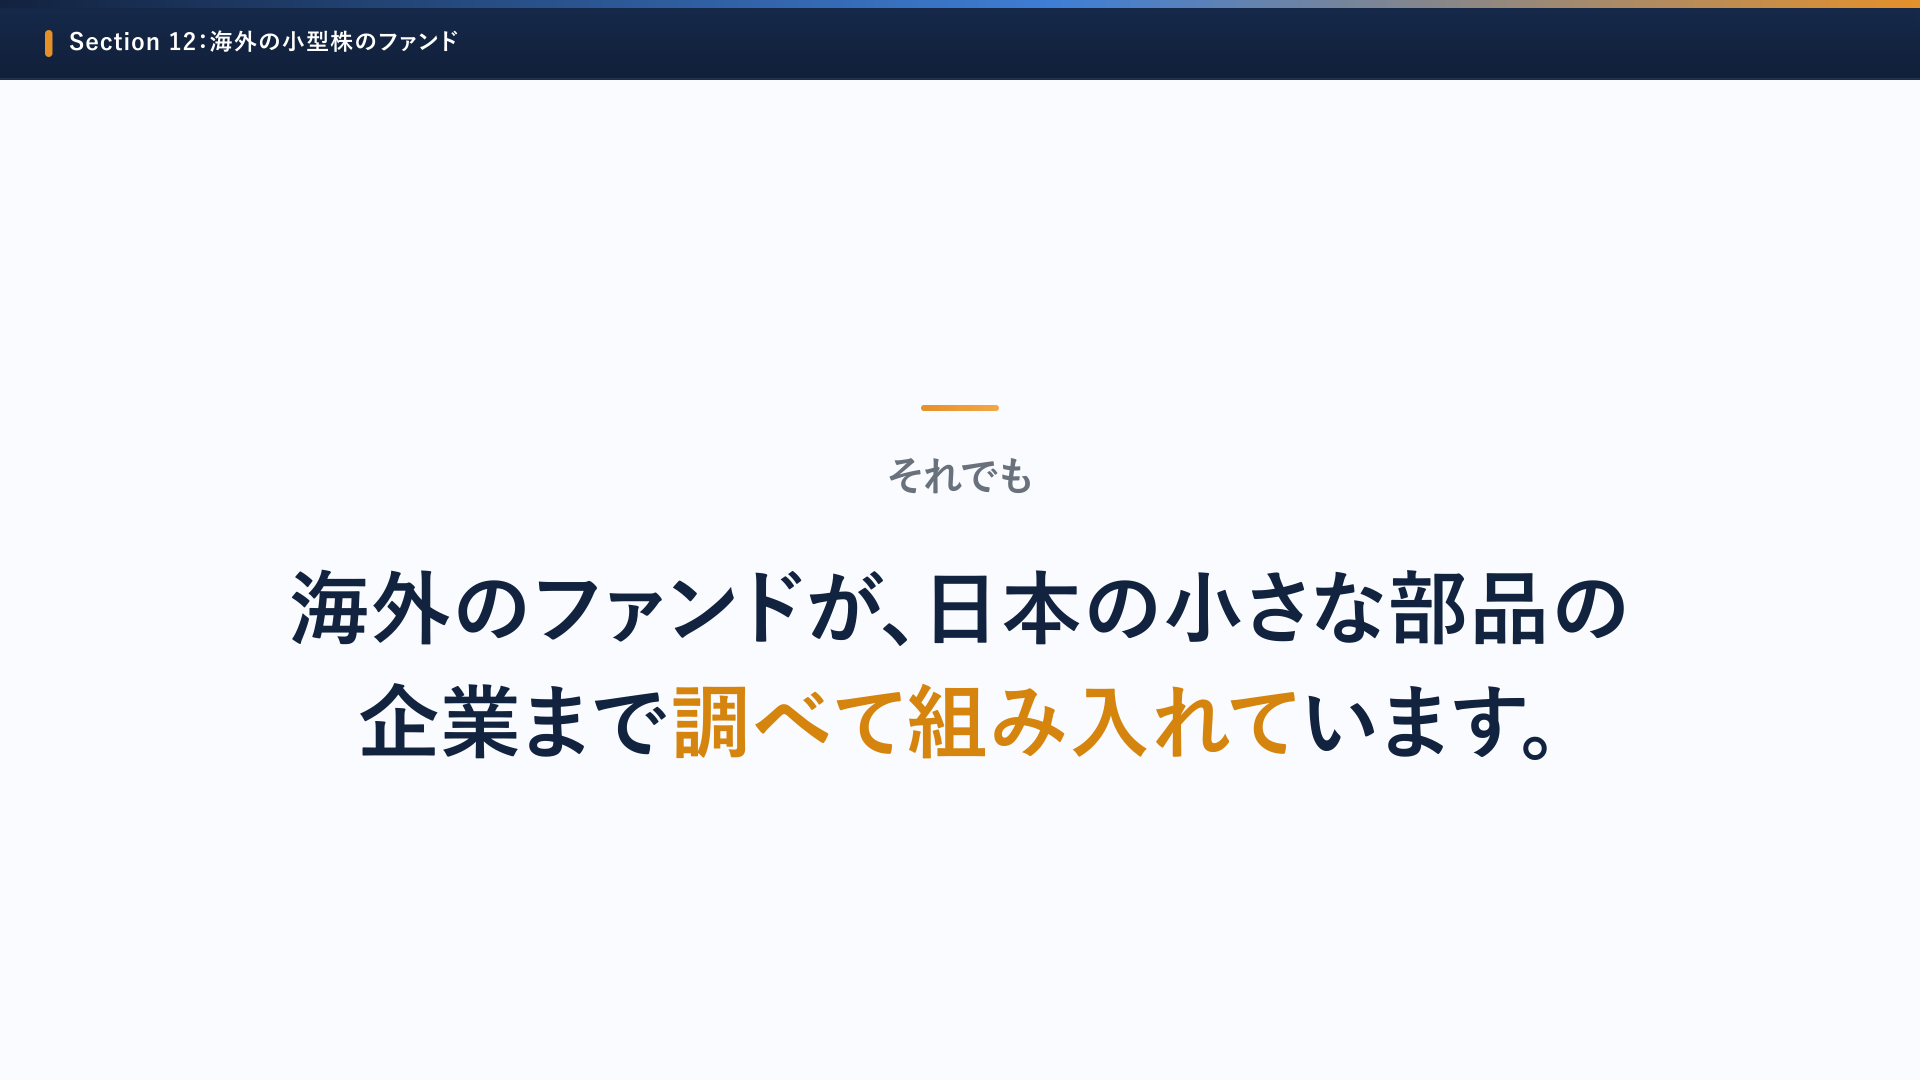 Section 12：海外の小型株のファンド
それでも
海外のファンドが、日本の小さな部品の
企業まで調べて組み入れています。